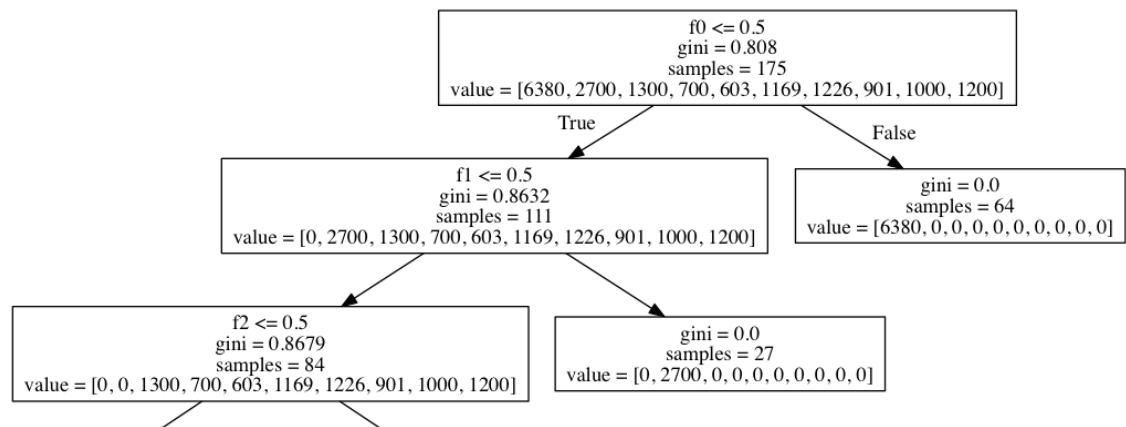 f0 <= 0.5
gini = 0.808
samples = 175
value = [6380, 2700, 1300, 700, 603, 1169, 1226, 901, 1000, 1200]
True
False
f1 <= 0.5
gini = 0.8632
samples = 111
value = [0, 2700, 1300, 700, 603, 1169, 1226, 901, 1000, 1200]
gini = 0.0
samples = 64
value = [6380, 0, 0, 0, 0, 0, 0, 0, 0, 0]
f2 <= 0.5
gini = 0.8679
samples = 84
value = [0, 0, 1300, 700, 603, 1169, 1226, 901, 1000, 1200]
gini = 0.0
samples = 27
value = [0, 2700, 0, 0, 0, 0, 0, 0, 0, 0]